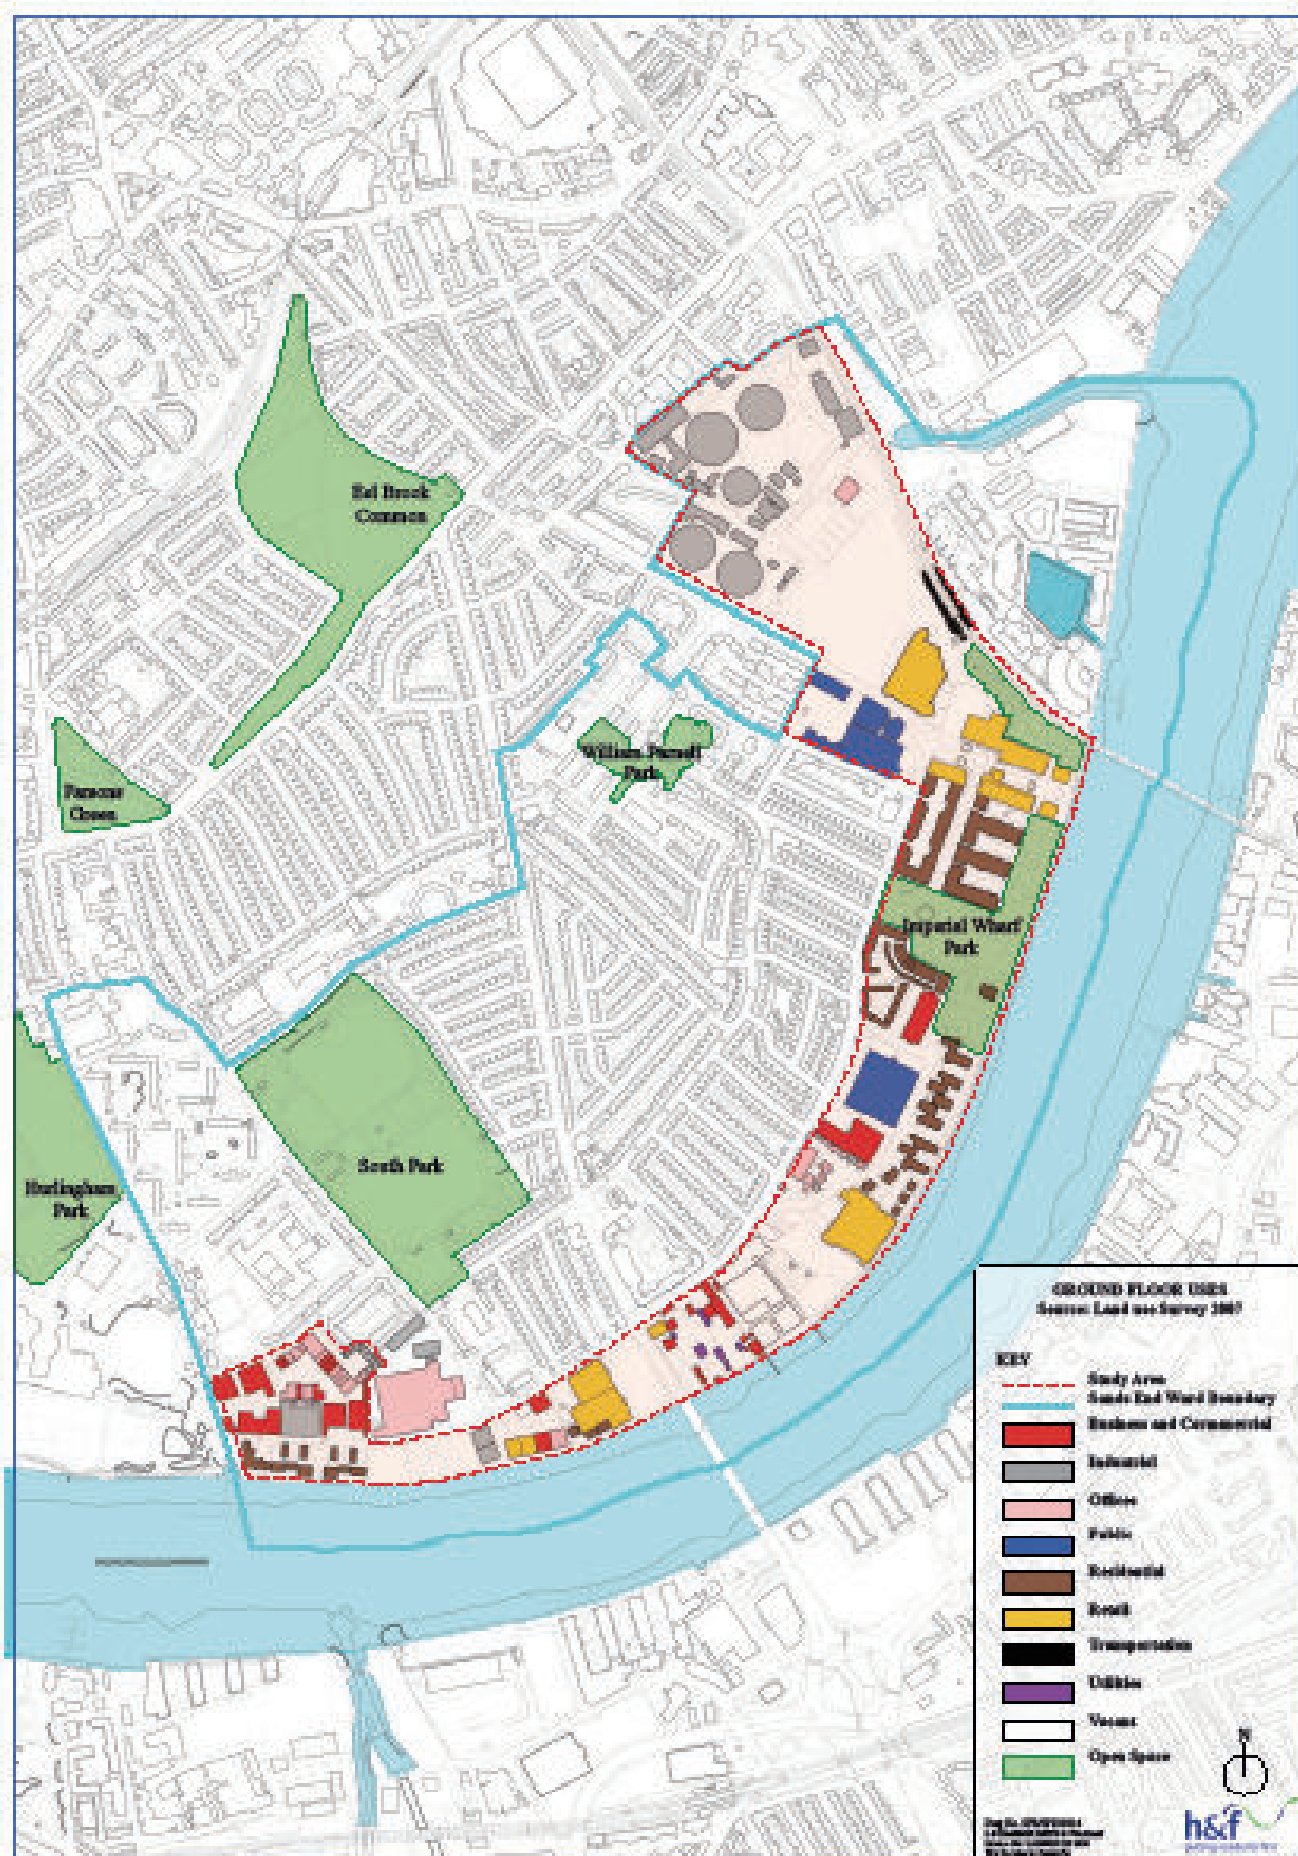 Eel Brook
Common
William Parnell
Park
Parsons
Green
Imperial Wharf
Park
South Park
Hurlingham
Park
GROUND FLOOR USES
Source: Land use Survey 2007
KEY
Study Area
Sands End Ward Boundary
Business and Commercial
Industrial
Offices
Public
Residential
Retail
Transportation
Utilities
Vacant
Open Space
N
h&f